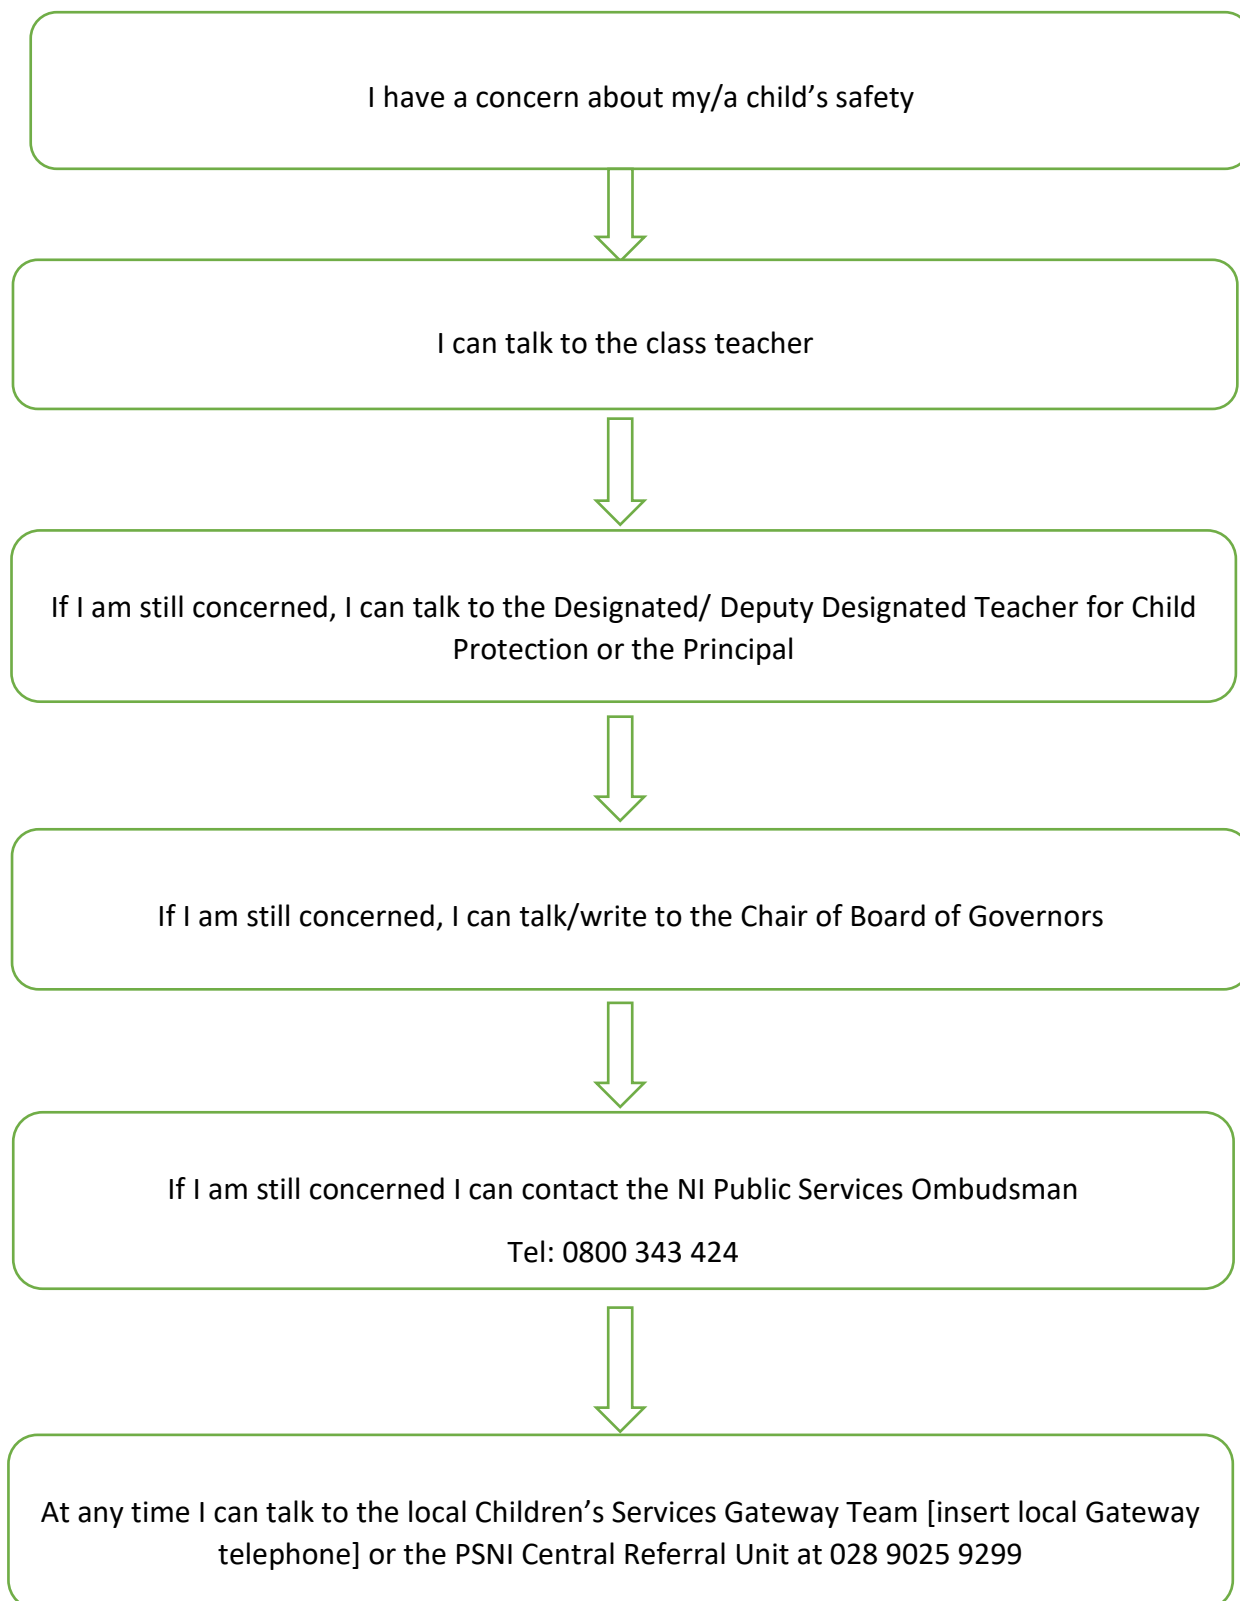 I have a concern about my/a child’s safety
I can talk to the class teacher
If I am still concerned, I can talk to the Designated/ Deputy Designated Teacher for Child
Protection or the Principal
If I am still concerned, I can talk/write to the Chair of Board of Governors
If I am still concerned I can contact the NI Public Services Ombudsman
Tel: 0800 343 424
At any time I can talk to the local Children’s Services Gateway Team [insert local Gateway
telephone] or the PSNI Central Referral Unit at 028 9025 9299